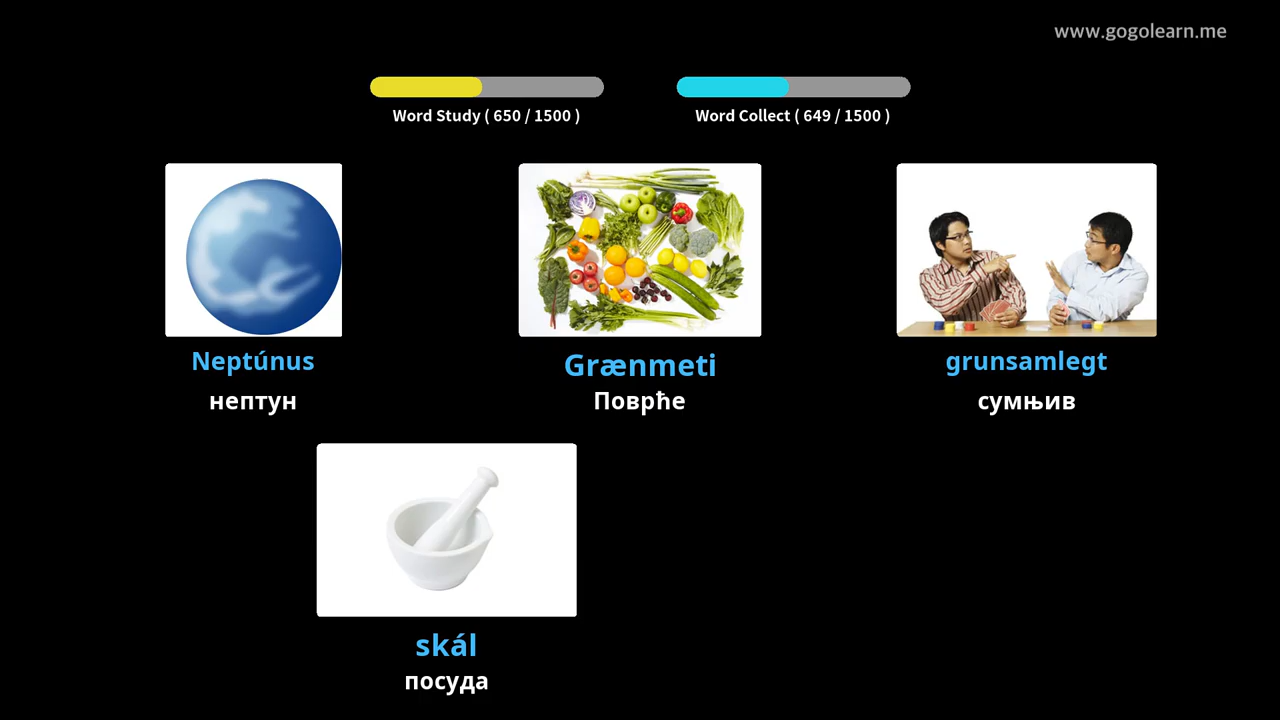 www.gogolearn.me
Word Study ( 650 / 1500 )
Word Collect ( 649 / 1500 )
Neptúnus
нептун
Grænmeti
Поврће
grunsamlegt
сумњив
skál
посуда